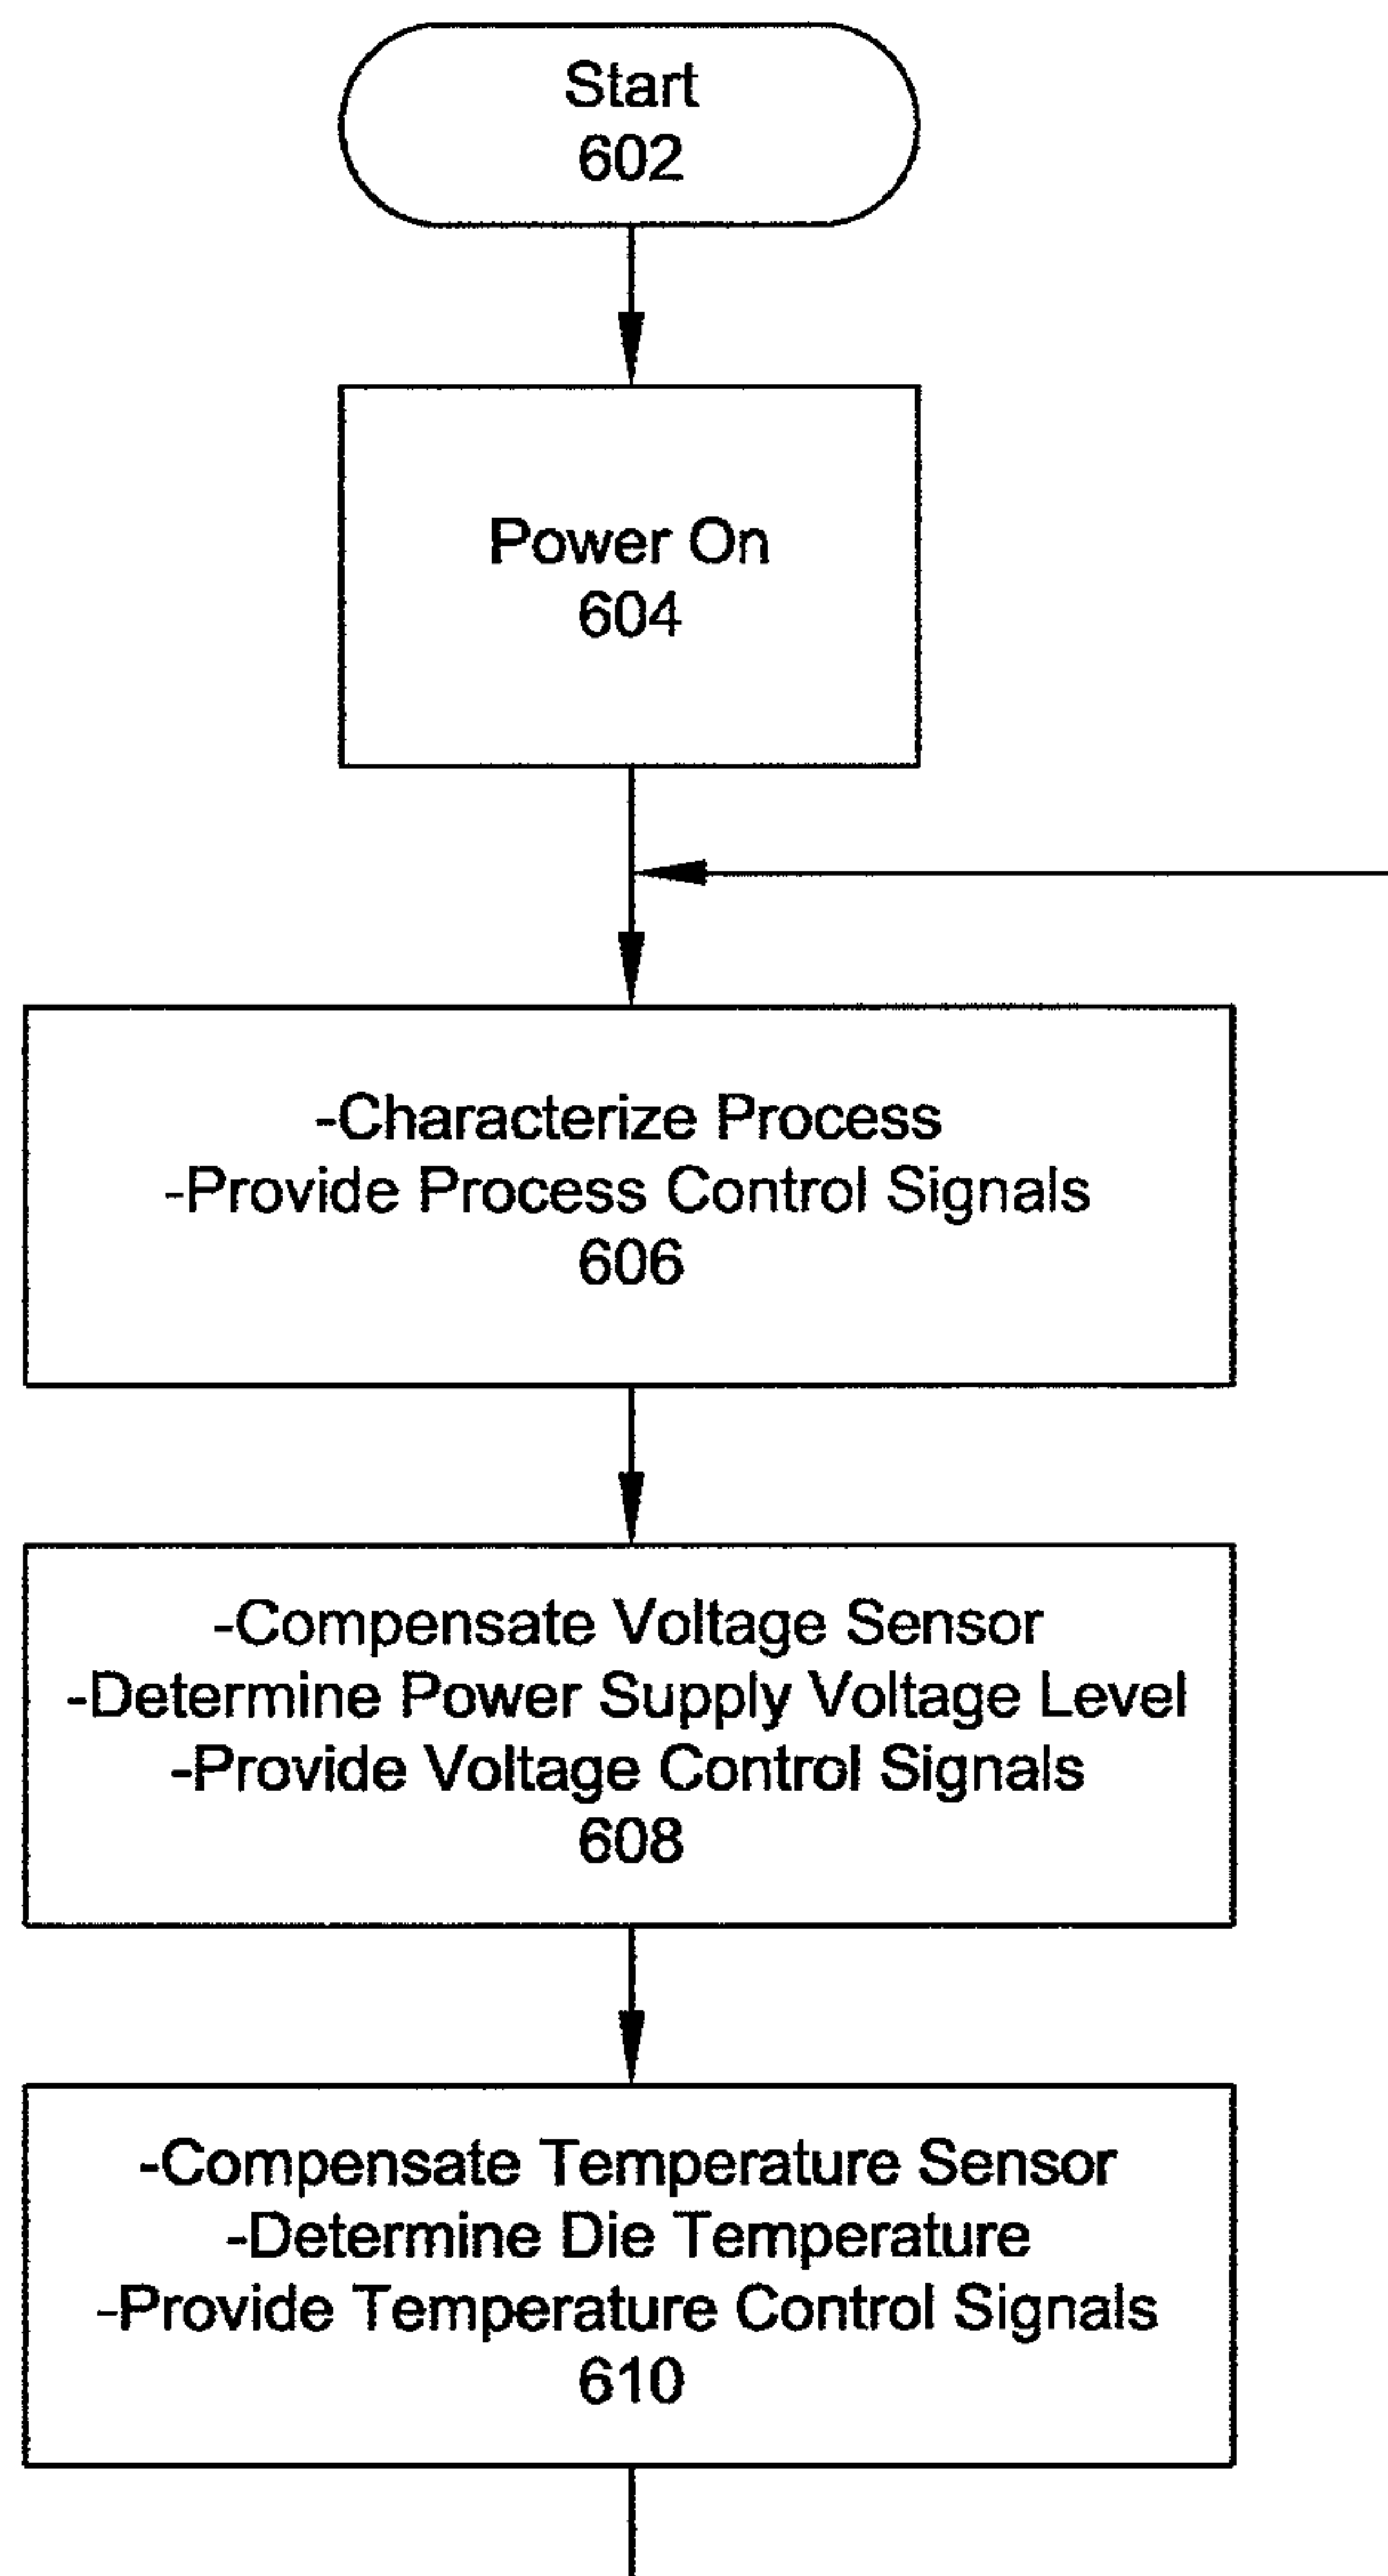 Start
602
Power On
604
-Characterize Process
-Provide Process Control Signals
606
-Compensate Voltage Sensor
-Determine Power Supply Voltage Level
-Provide Voltage Control Signals
608
-Compensate Temperature Sensor
-Determine Die Temperature
-Provide Temperature Control Signals
610